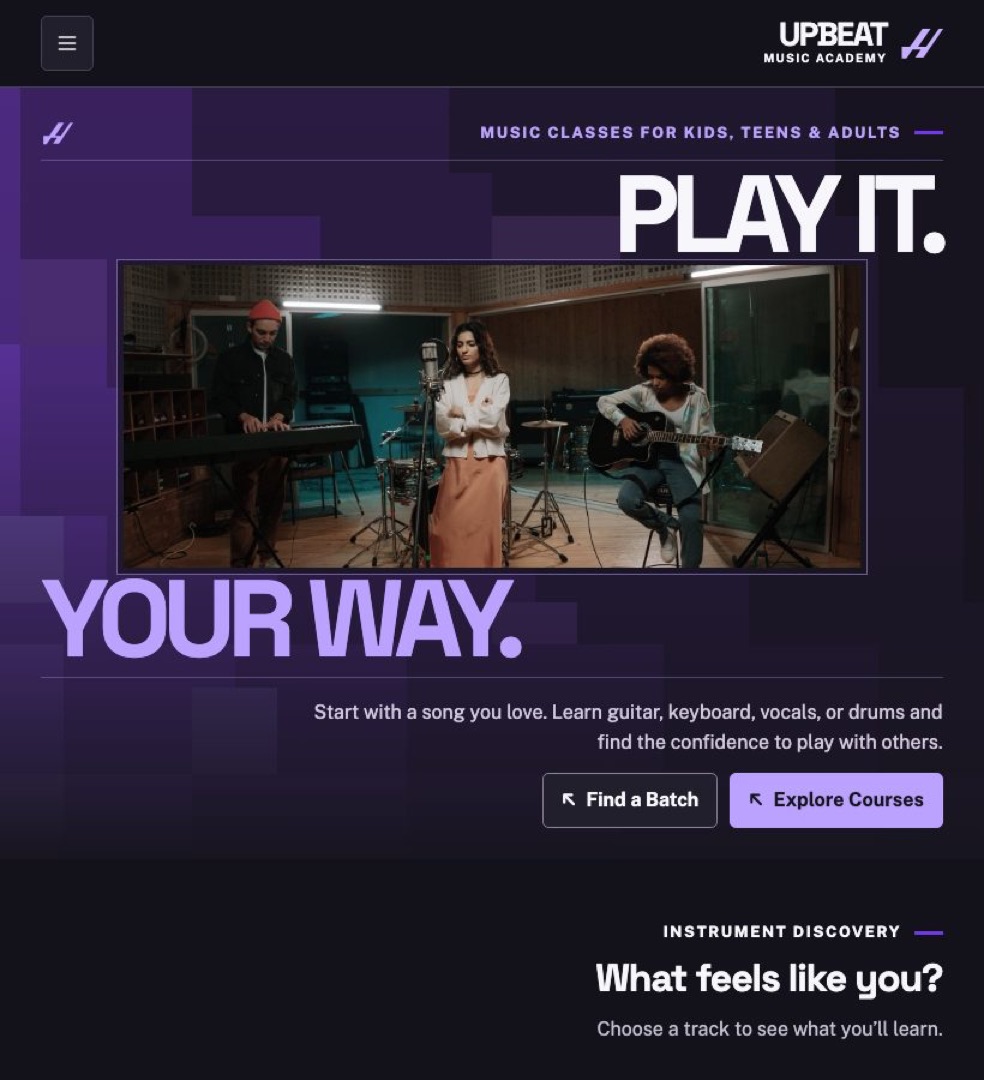 UPBEAT
MUSIC ACADEMY
MUSIC CLASSES FOR KIDS, TEENS & ADULTS
PLAY IT.
YOUR WAY.
Start with a song you love. Learn guitar, keyboard, vocals, or drums and
find the confidence to play with others.
Find a Batch
Explore Courses
INSTRUMENT DISCOVERY
What feels like you?
Choose a track to see what you’ll learn.